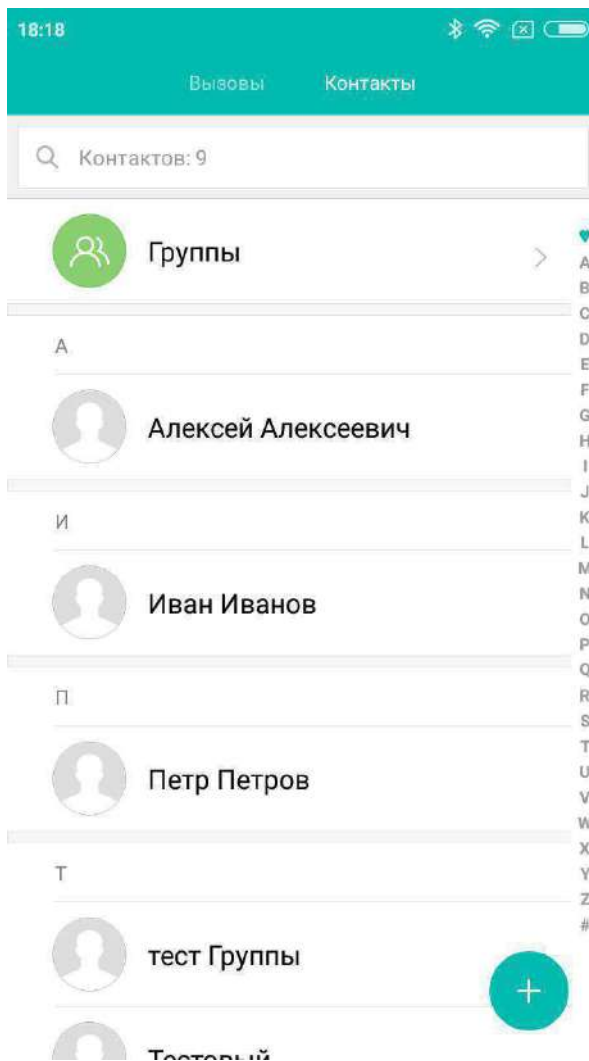 18:18
Вызовы Контакты
Контактов: 9
Группы
А
Алексей Алексеевич
И
Иван Иванов
П
Петр Петров
Т
тест Группы
Тестовый
A
B
C
D
E
F
G
H
I
J
K
L
M
N
O
P
Q
R
S
T
U
V
W
X
Y
Z
#